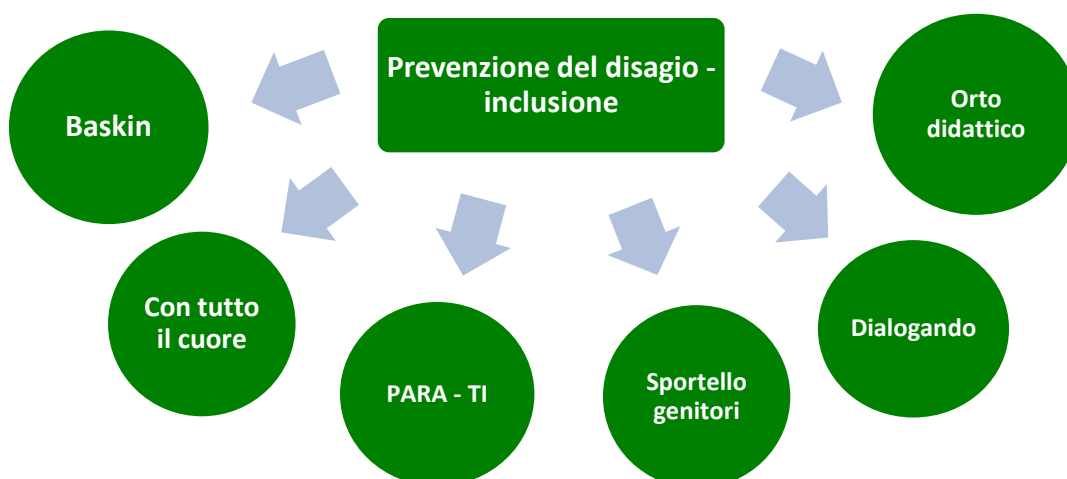 Prevenzione del disagio -
inclusione
Baskin
Con tutto
il cuore
PARA - TI
Sportello
genitori
Dialogando
Orto
didattico